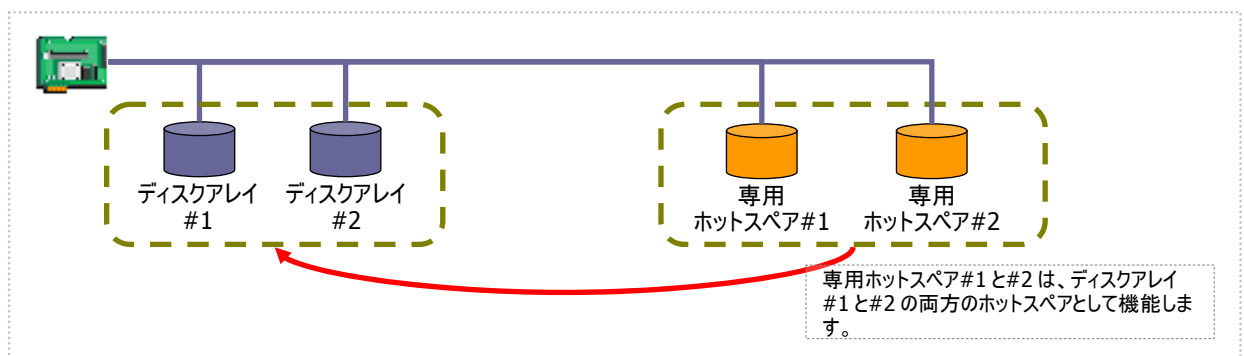 ディスクアレイ
#1
ディスクアレイ
#2
専用
ホットスペア#1
専用
ホットスペア#2
専用ホットスペア#1 と#2 は、ディスクアレイ
#1 と#2 の両方のホットスペアとして機能しま
す。